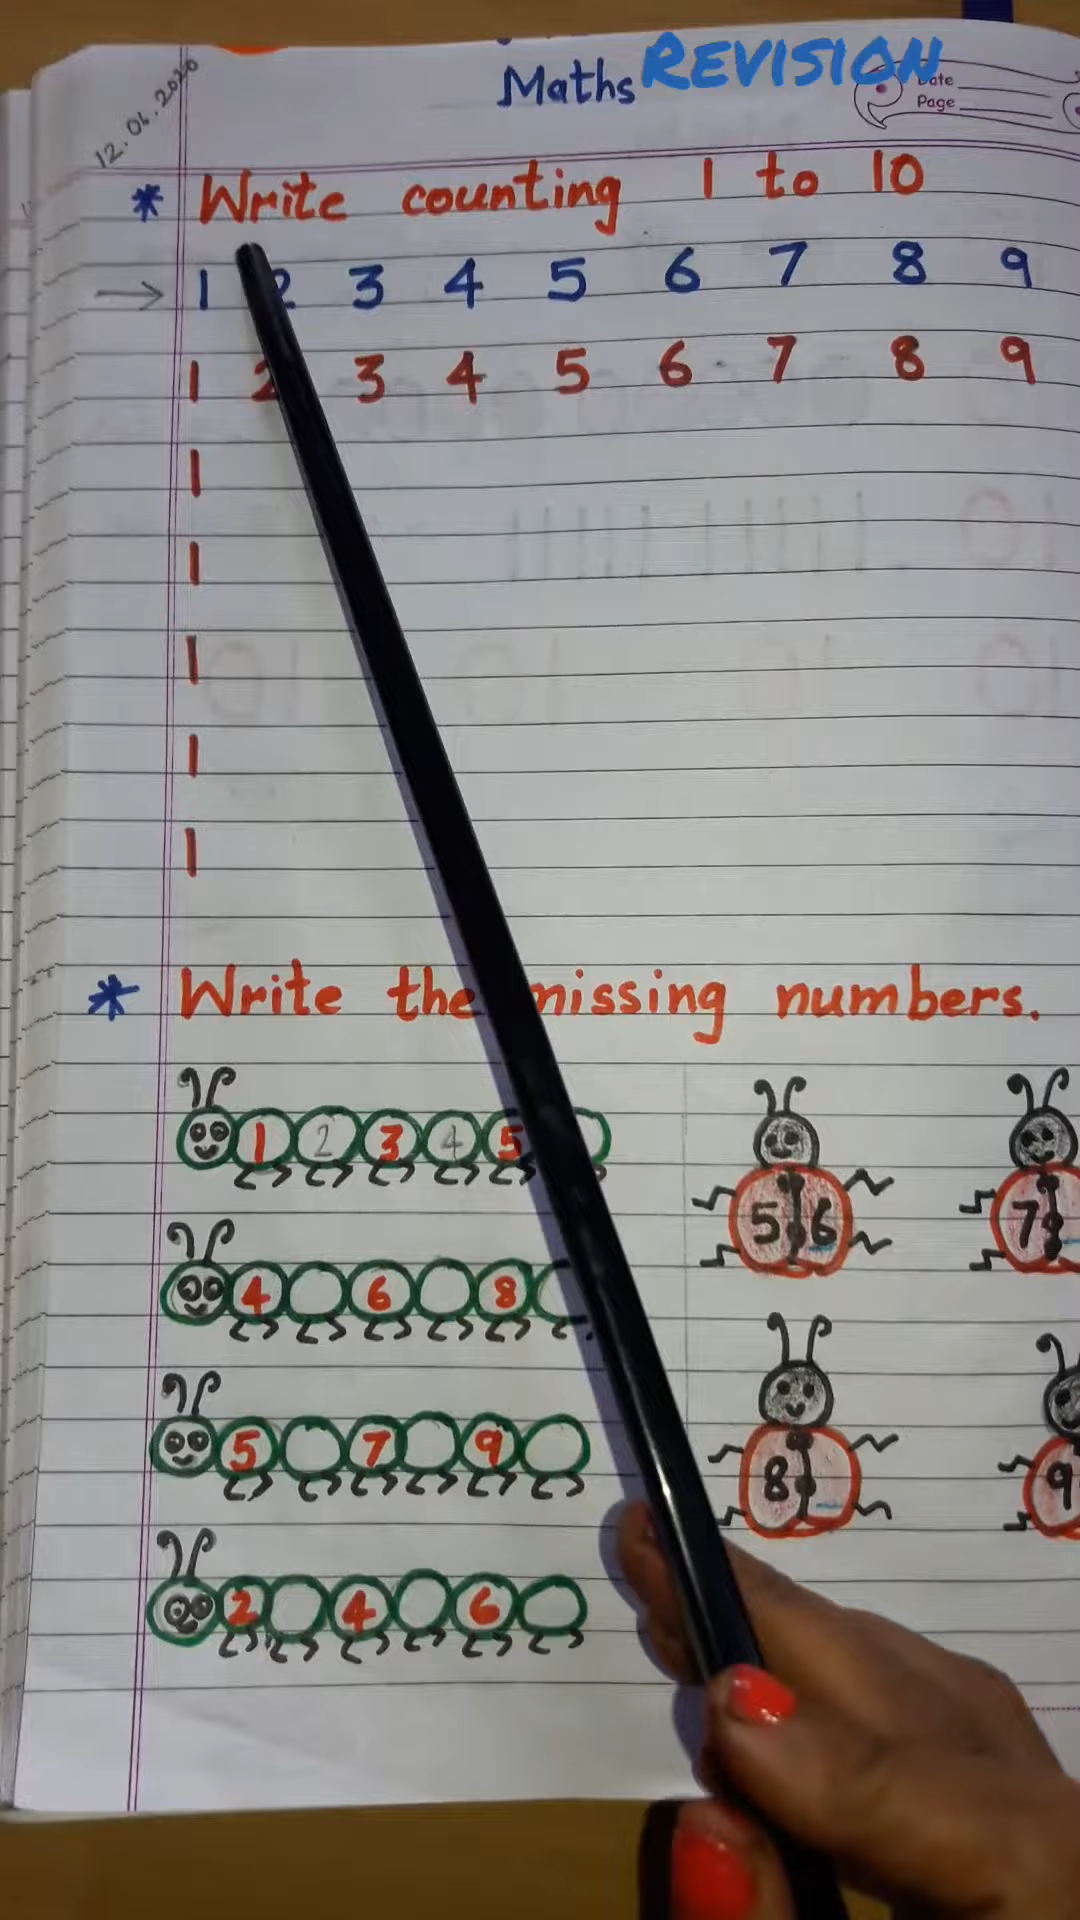 12.06.2020
Maths REVISION
Date
Page
* Write counting 1 to 10
→ 1 2 3 4 5 6 7 8 9
1 2 3 4 5 6 7 8 9
1
1
1
1
1
* Write the missing numbers.
1 2 3 4 5
5 6
7
4 6 8
5 7 9
8
9
2 4 6